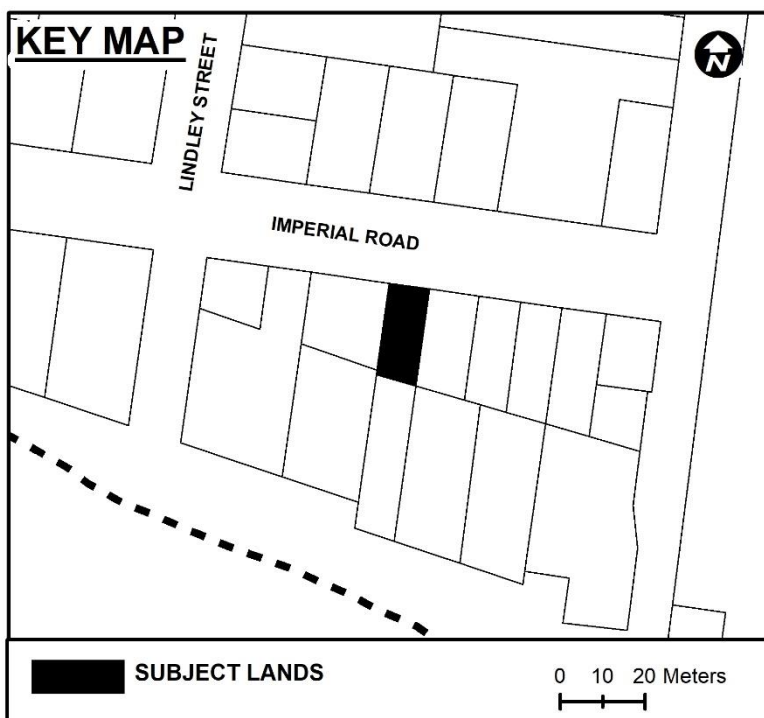 KEY MAP
N
LINDLEY STREET
IMPERIAL ROAD
SUBJECT LANDS
0 10 20 Meters